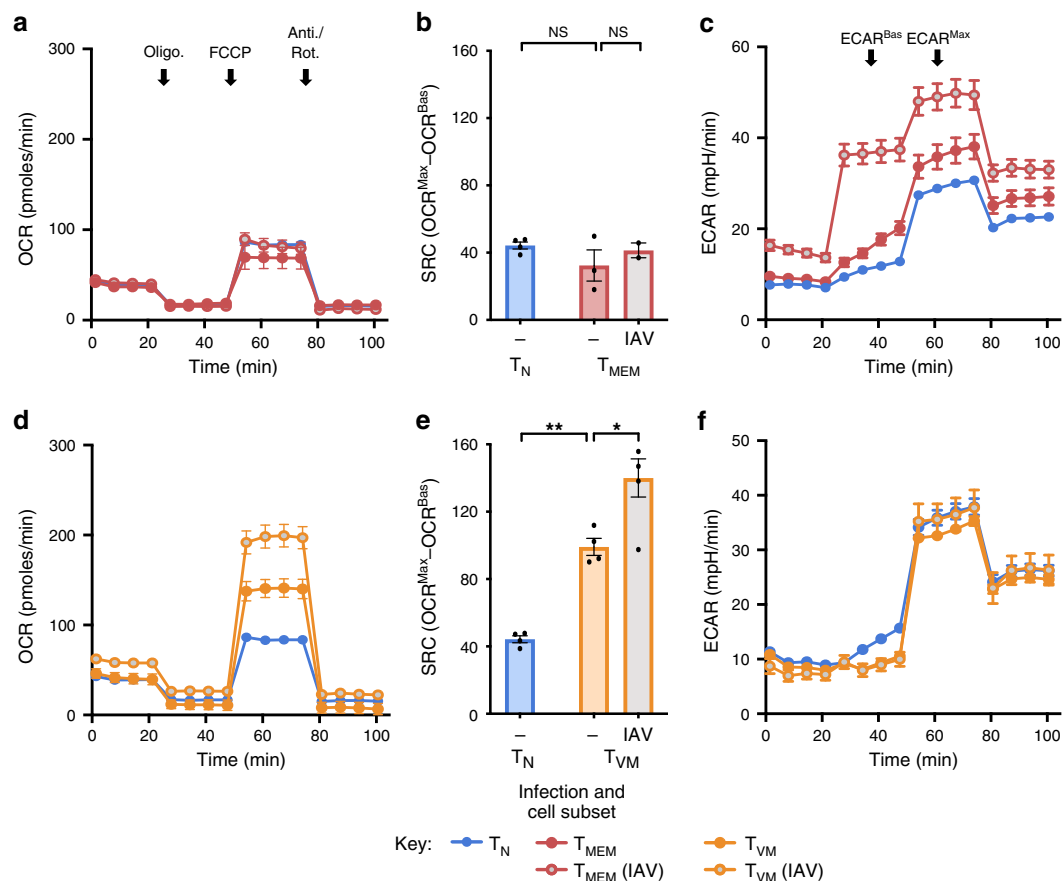 a
Oligo. FCCP Anti./
Rot.
OCR (pmoles/min)
300
200
100
0
0 20 40 60 80 100
Time (min)
b
NS NS
SRC (OCR^Max–OCR^Bas)
160
120
80
40
0
– – IAV
T_N T_MEM
c
ECAR^Bas ECAR^Max
ECAR (mpH/min)
60
40
20
0
0 20 40 60 80 100
Time (min)
d
OCR (pmoles/min)
300
200
100
0
0 20 40 60 80 100
Time (min)
e
** *
SRC (OCR^Max–OCR^Bas)
160
120
80
40
0
– – IAV
T_N T_VM
Infection and
cell subset
f
ECAR (mpH/min)
50
40
30
20
10
0
0 20 40 60 80 100
Time (min)
Key: T_N T_MEM T_VM
T_MEM (IAV) T_VM (IAV)